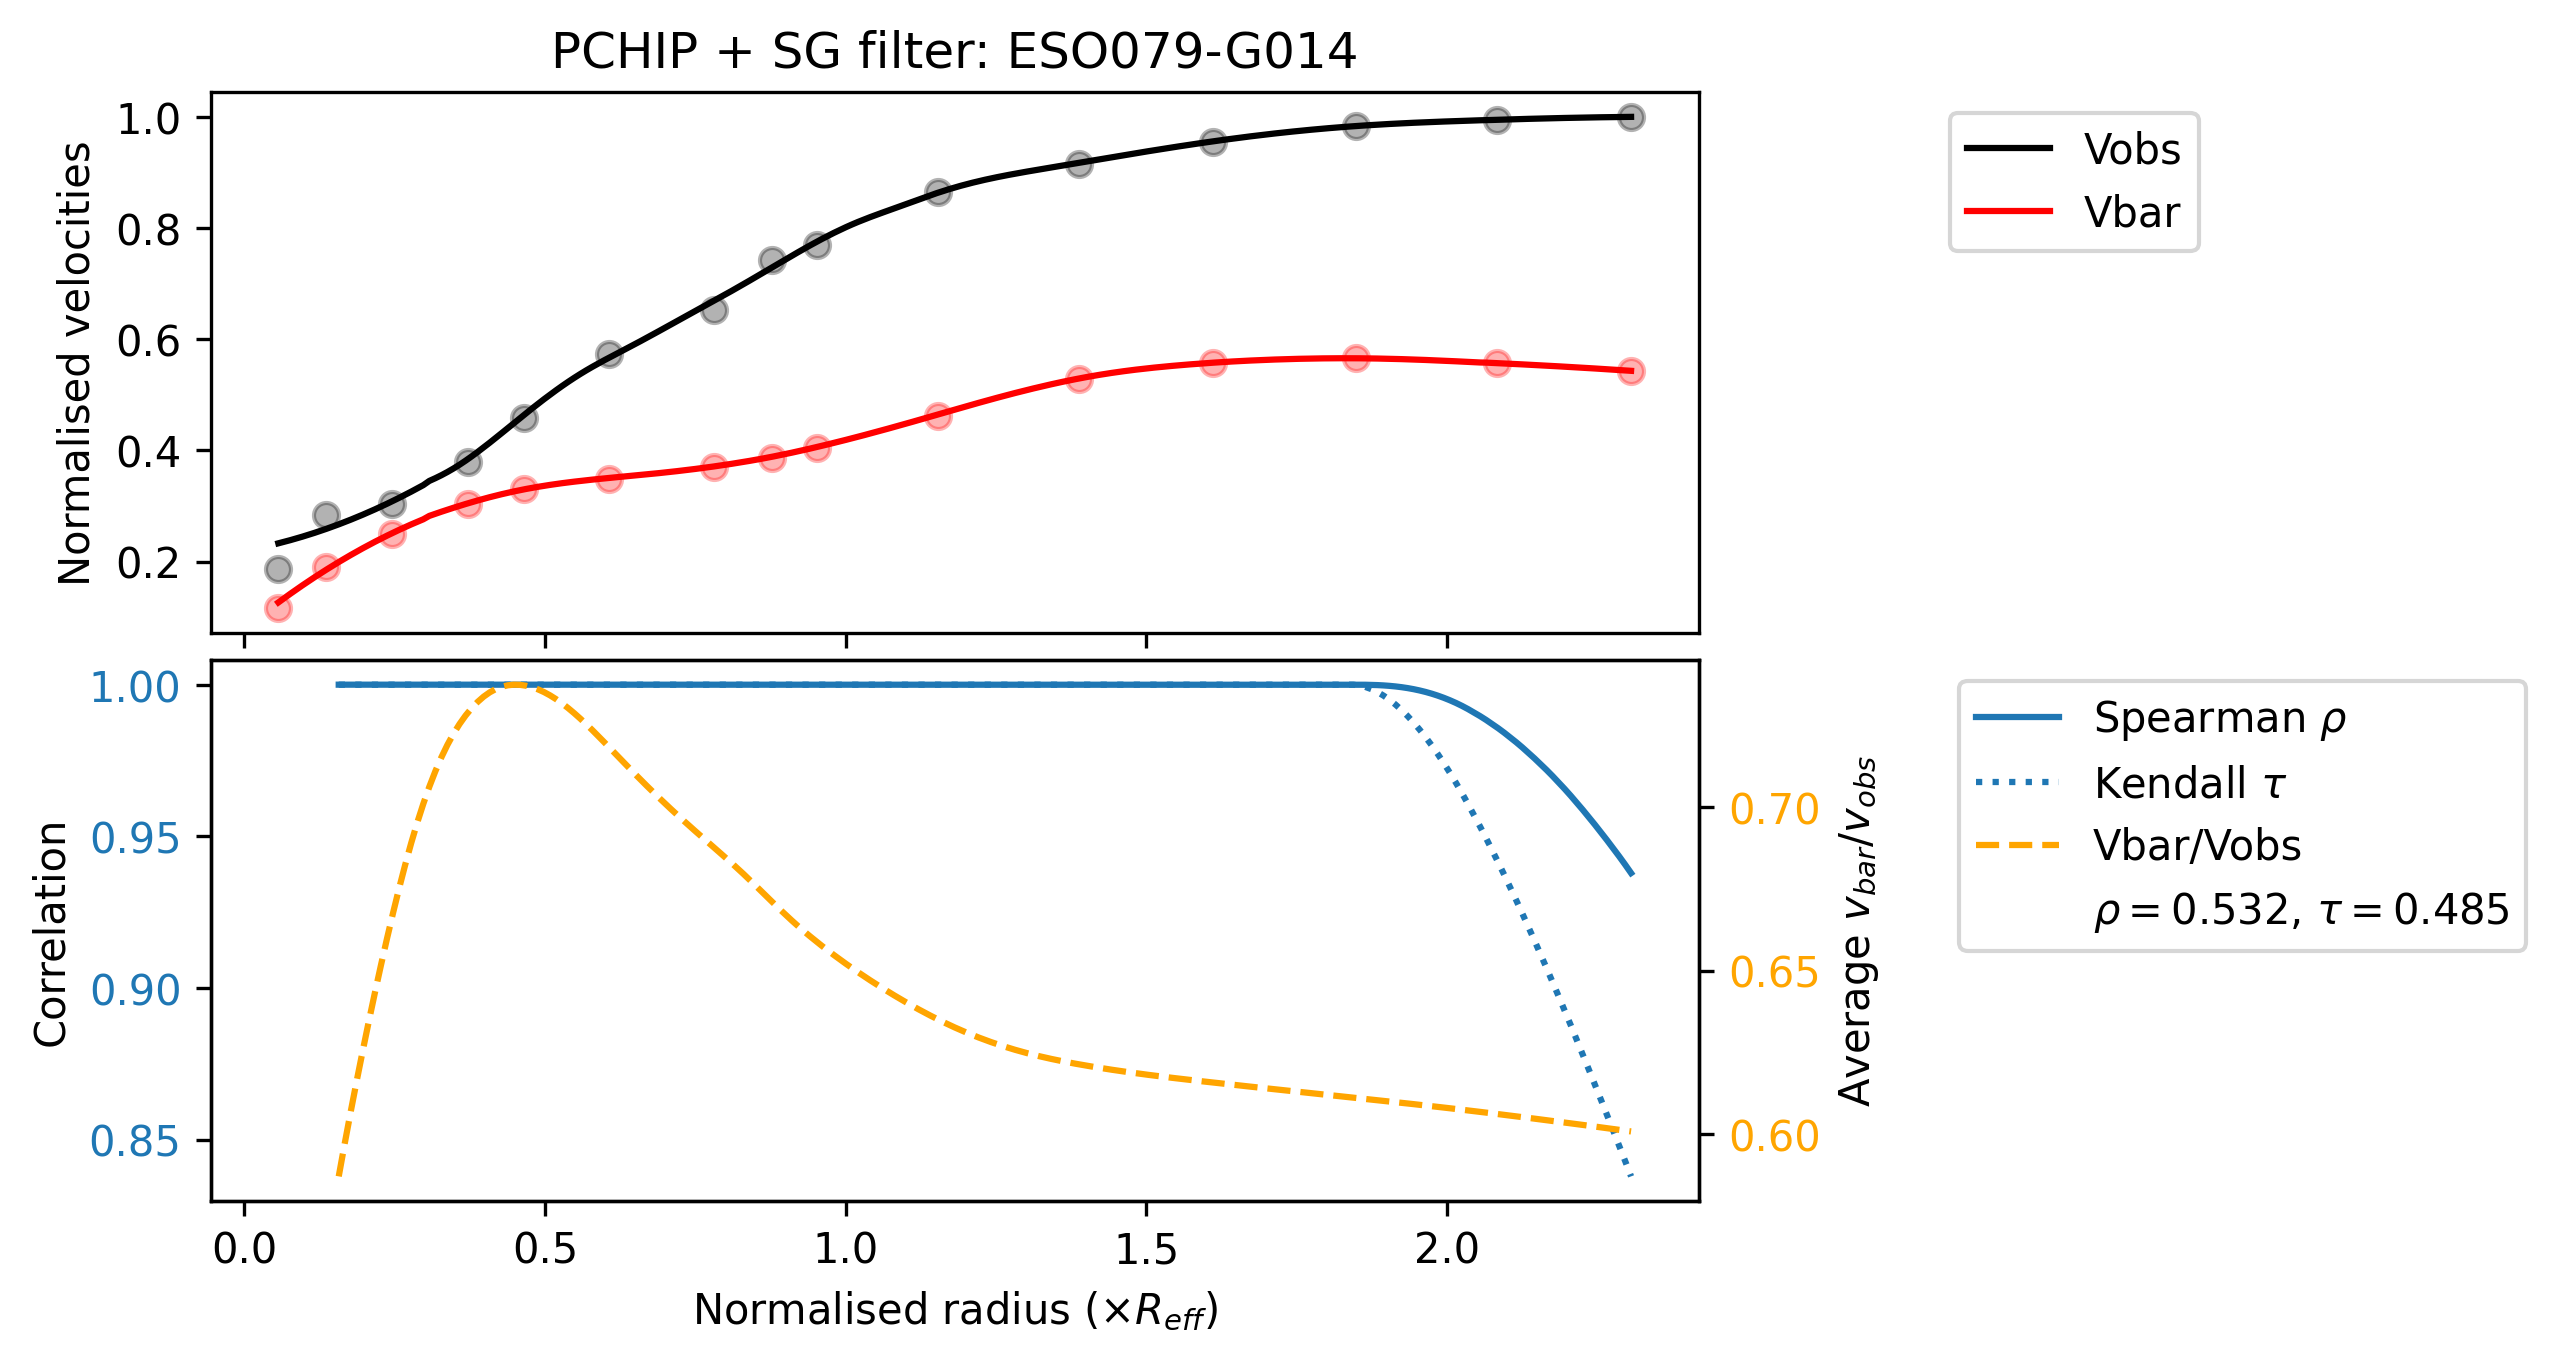 PCHIP + SG filter: ESO079-G014
Normalised velocities
1.0
0.8
0.6
0.4
0.2
Vobs
Vbar
Correlation
1.00
0.95
0.90
0.85
0.70
0.65
0.60
Average v_bar/v_obs
Spearman ρ
Kendall τ
Vbar/Vobs
ρ = 0.532, τ = 0.485
0.0 0.5 1.0 1.5 2.0
Normalised radius (×R_eff)